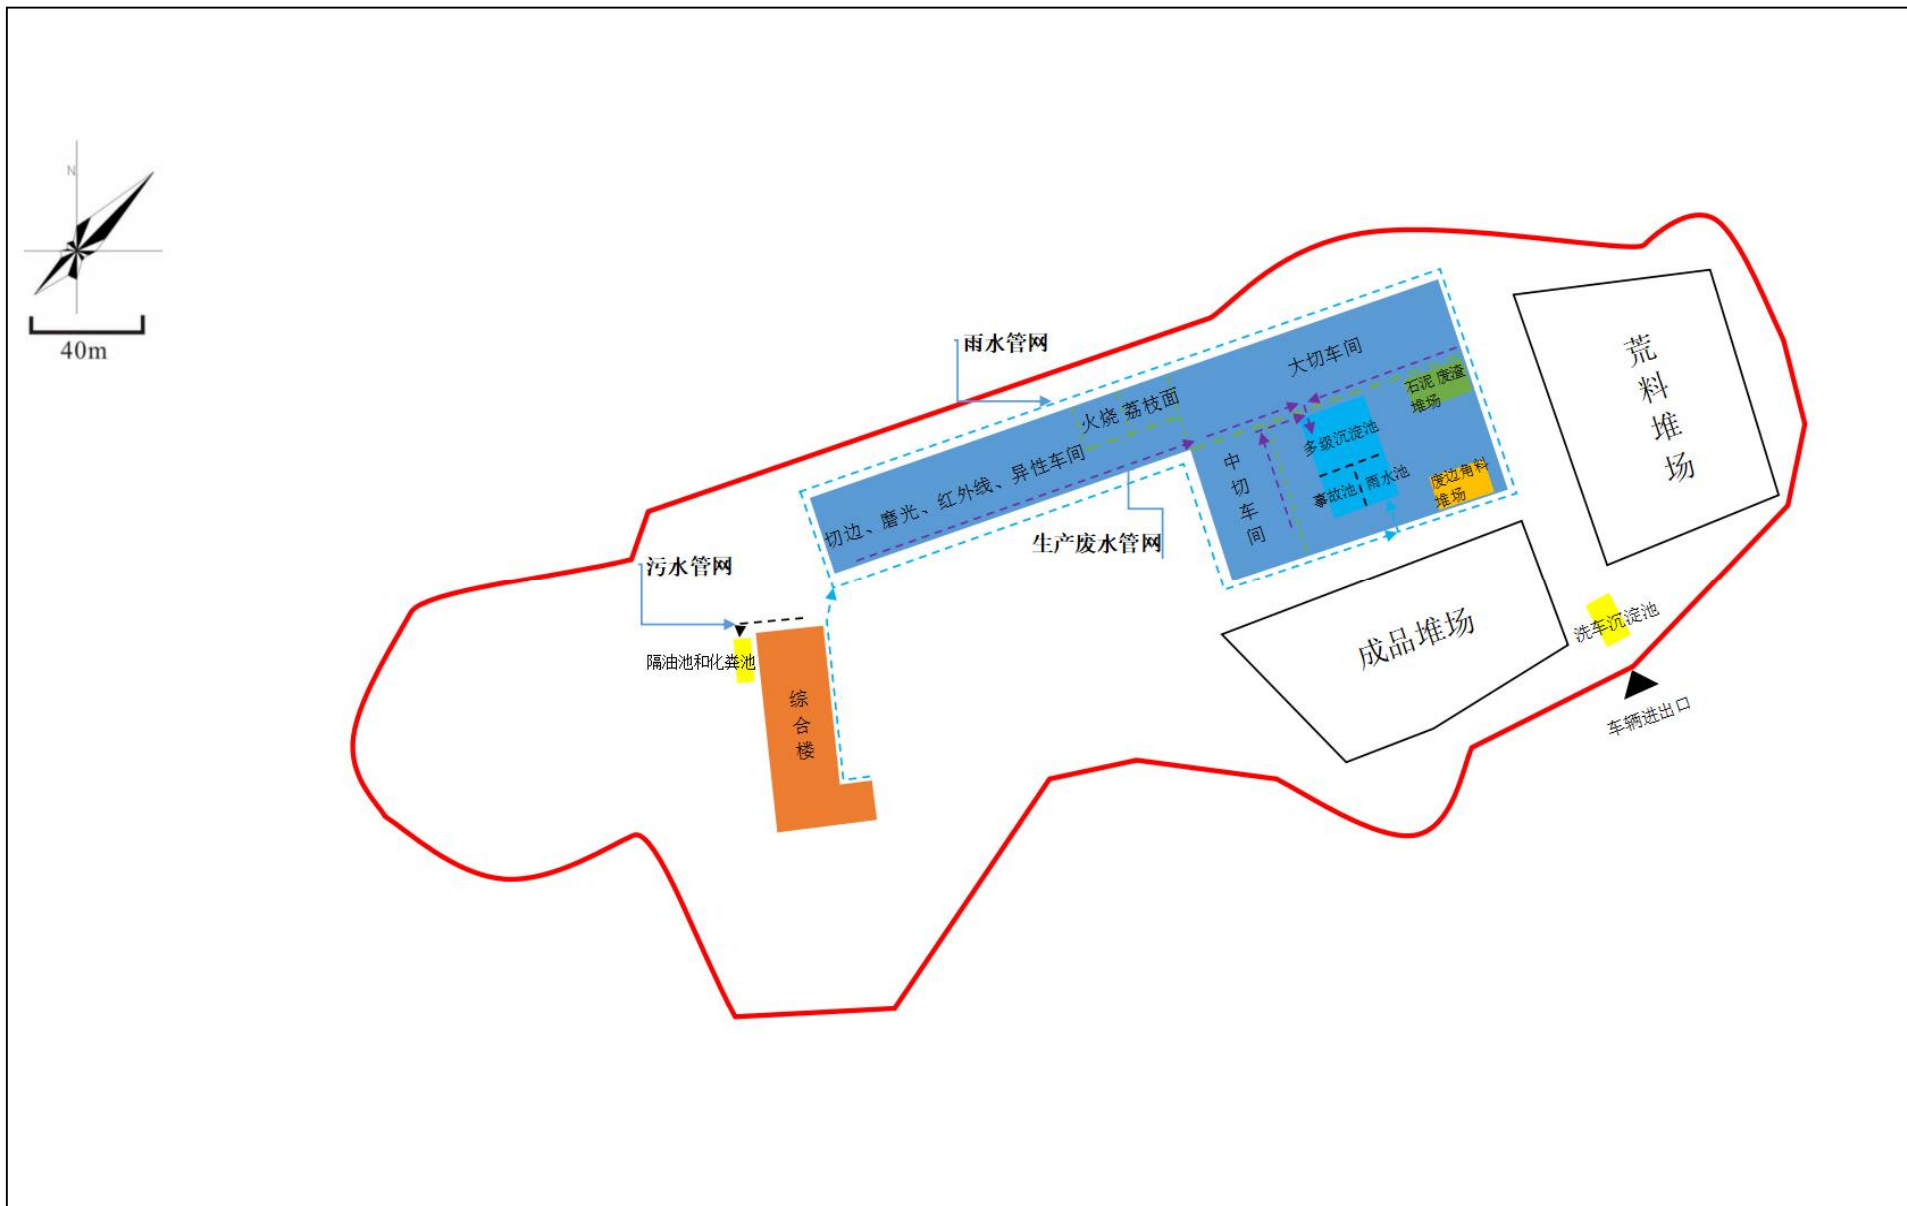 N
40m
雨水管网
大切车间
荒料堆场
石泥 废渣
堆场
火烧 荔枝面
多级沉淀池
切边、磨光、红外线、异性车间
中切车间
废边角料
堆场
事故池
雨水池
生产废水管网
污水管网
成品堆场
洗车沉淀池
隔油池和化粪池
综合楼
车辆进出口